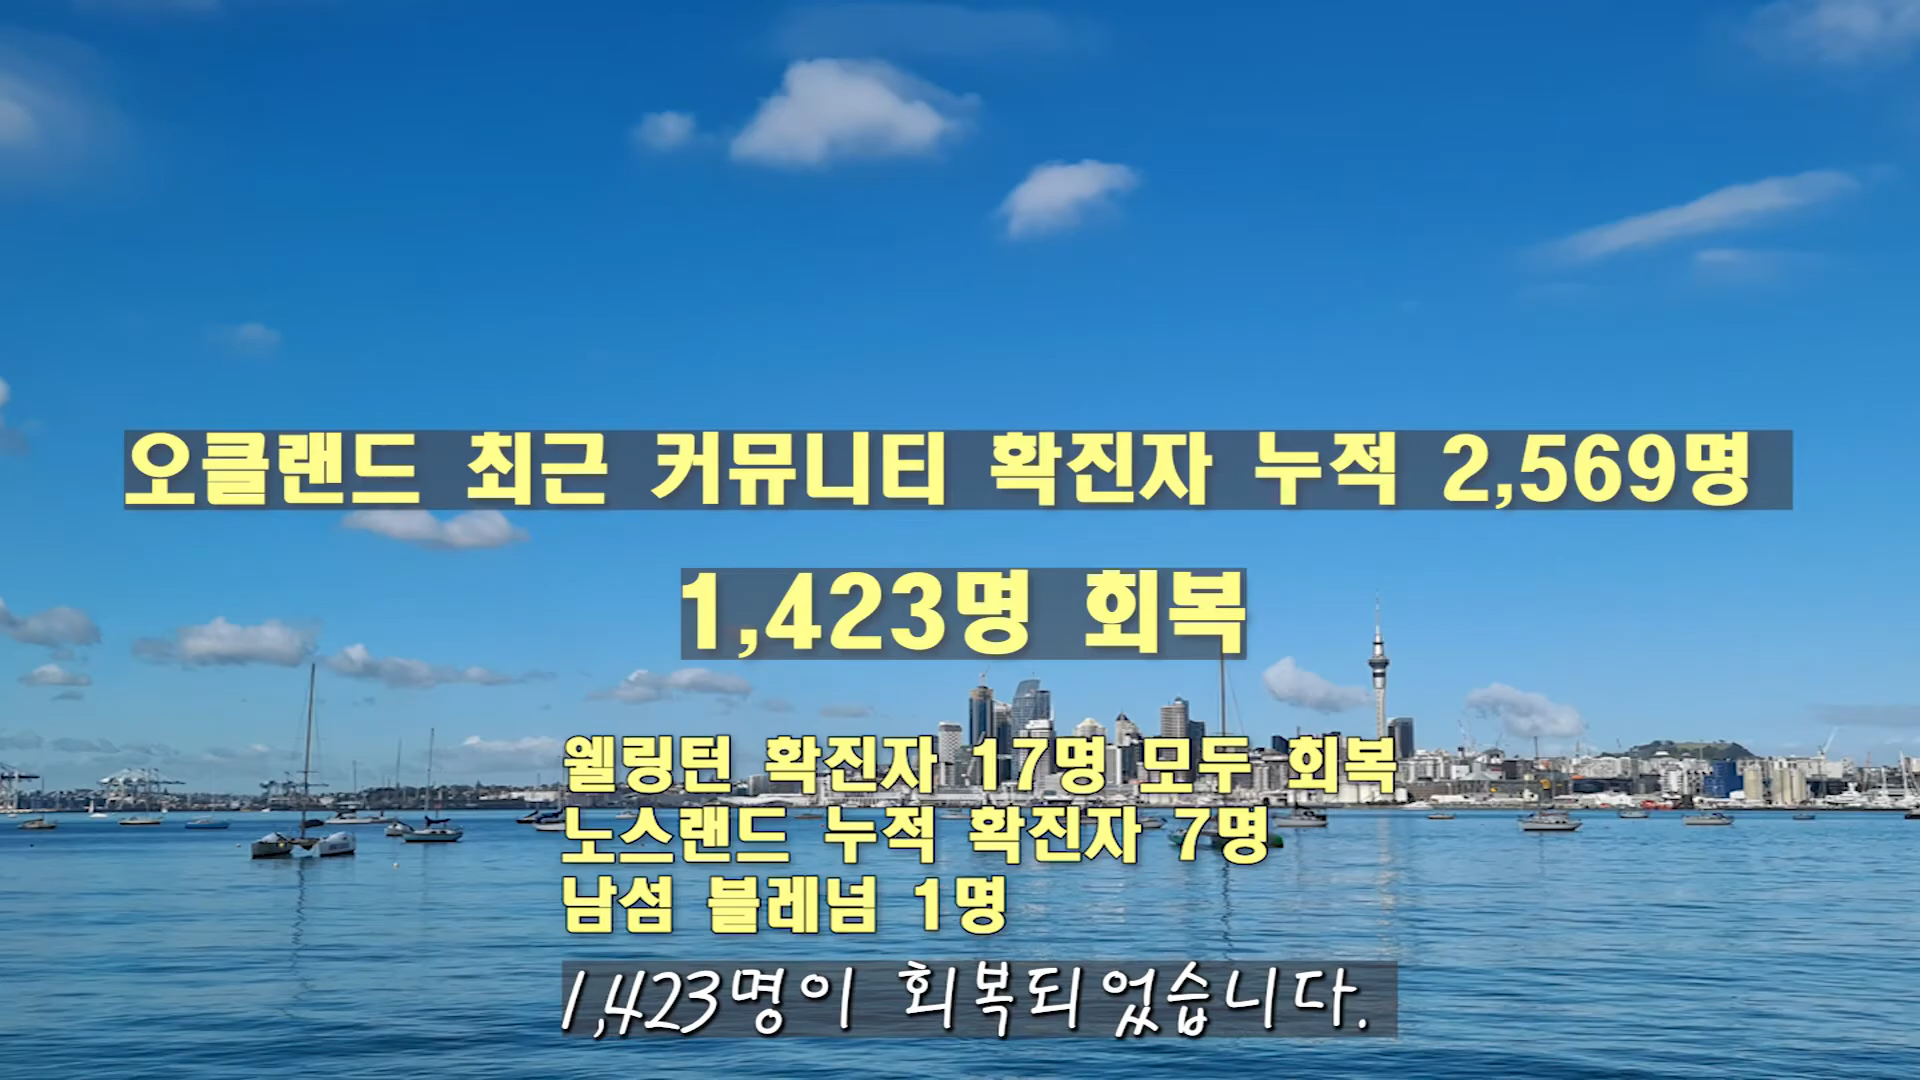 오클랜드 최근 커뮤니티 확진자 누적 2,569명
1,423명 회복
웰링턴 확진자 17명 모두 회복
노스랜드 누적 확진자 7명
남섬 블레넘 1명
1,423명이 회복되었습니다.